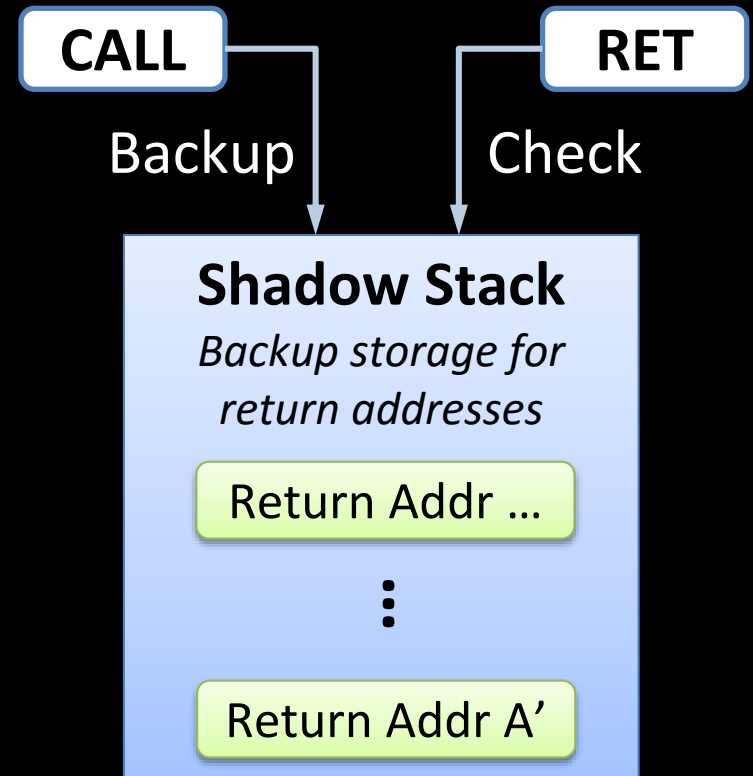 CALL
RET
Backup
Check
Shadow Stack
Backup storage for
return addresses
Return Addr …
⋮
Return Addr A’